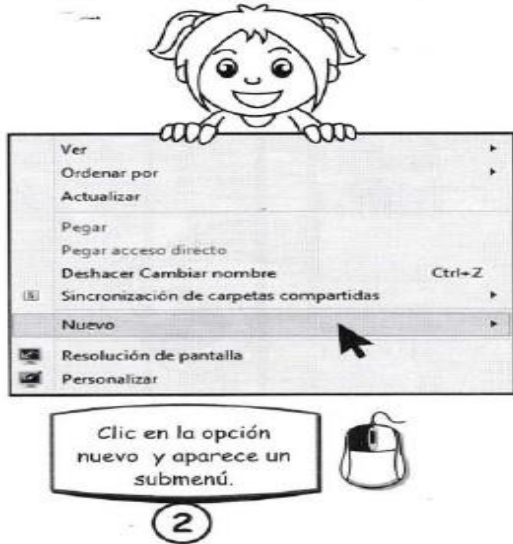 Ver
Ordenar por
Actualizar
Pegar
Pegar acceso directo
Deshacer Cambiar nombre Ctrl+Z
Sincronización de carpetas compartidas
Nuevo
Resolución de pantalla
Personalizar
Clic en la opción
nuevo y aparece un
submenú.
2